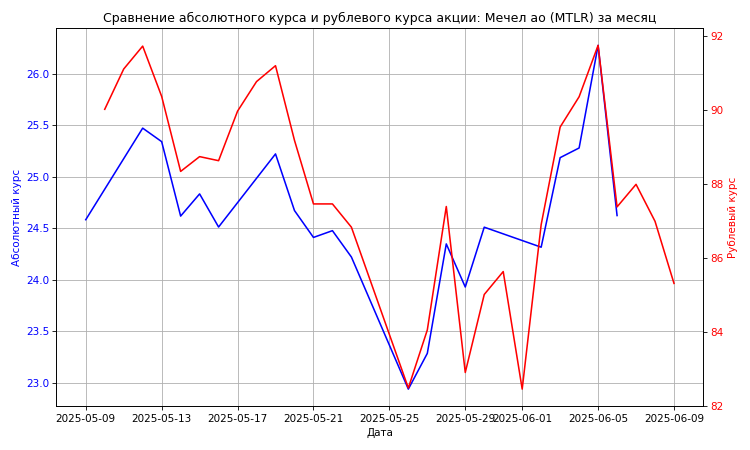 Сравнение абсолютного курса и рублевого курса акции: Мечел ао (MTLR) за месяц
Абсолютный курс
26.0
25.5
25.0
24.5
24.0
23.5
23.0
92
90
88
86
84
82
Рублевый курс
2025-05-09 2025-05-13 2025-05-17 2025-05-21 2025-05-25 2025-05-29 2025-06-01 2025-06-05 2025-06-09
Дата